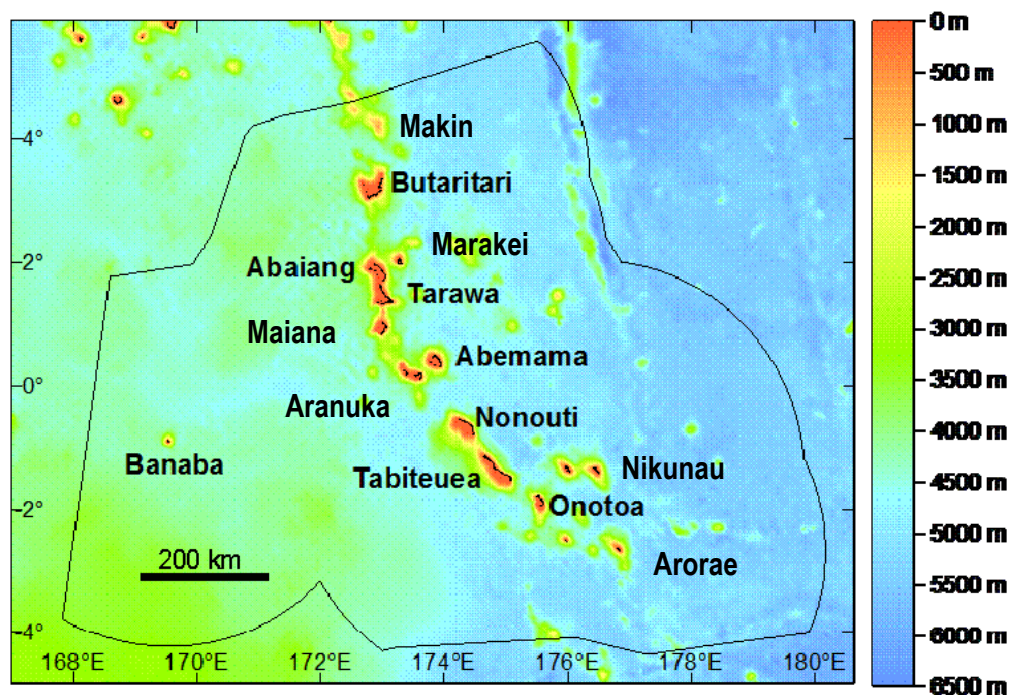 0 m
500 m
1000 m
1500 m
2000 m
2500 m
3000 m
3500 m
4000 m
4500 m
5000 m
5500 m
6000 m
6500 m
-4°
-2°
-0°
-2°
-4°
Makin
Butaritari
Marakei
Abaiang
Tarawa
Maiana
Abemama
Aranuka
Nonouti
Banaba
Tabiteuea
Nikunau
Onotoa
200 km
Arorae
168°E 170°E 172°E 174°E 176°E 178°E 180°E